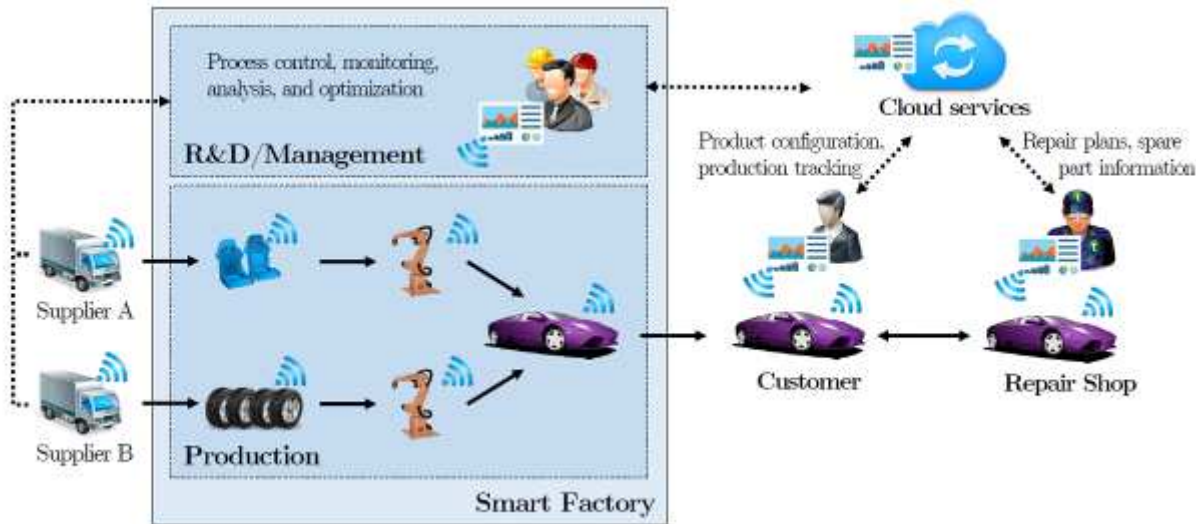 Process control, monitoring,
analysis, and optimization
R&D/Management
Cloud services
Product configuration,
production tracking
Repair plans, spare
part information
Supplier A
Customer
Repair Shop
Supplier B
Production
Smart Factory